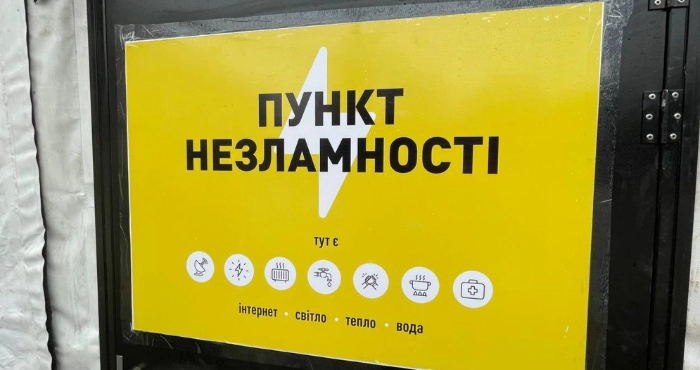 ПУНКТ
НЕЗЛАМНОСТІ
тут є
інтернет • світло • тепло • вода